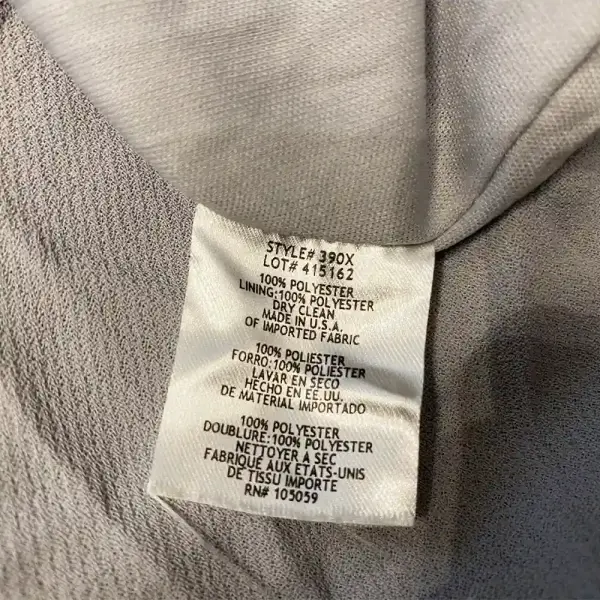 STYLE# 390X
LOT# 415162
100% POLYESTER
LINING:100% POLYESTER
DRY CLEAN
MADE IN U.S.A.
OF IMPORTED FABRIC
100% POLIESTER
FORRO:100% POLIESTER
LAVAR EN SECO
HECHO EN EE.UU.
DE MATERIAL IMPORTADO
100% POLYESTER
DOUBLURE:100% POLYESTER
NETTOYER A SEC
FABRIQUÉ AUX ETATS-UNIS
DE TISSU IMPORTE
RN# 105059